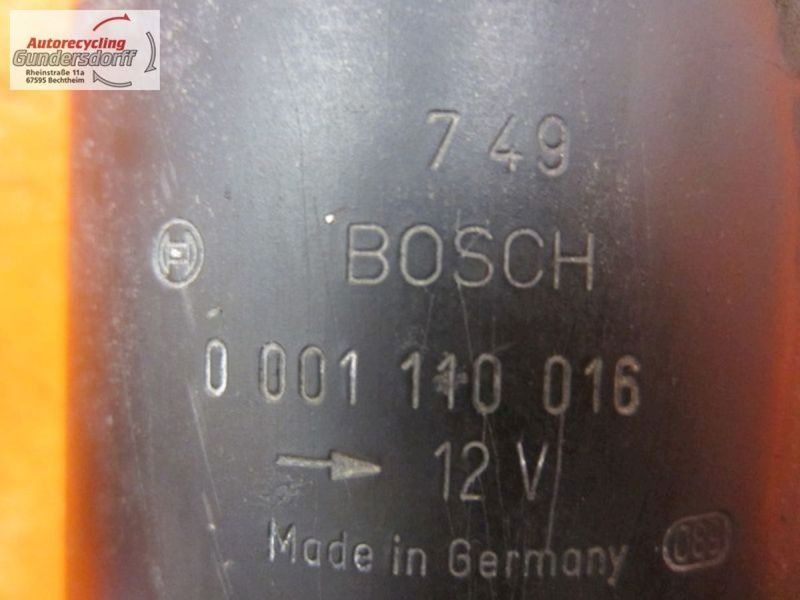 Autorecycling
Gundersdorff
Rheinstraße 11a
67595 Bechtheim
749
BOSCH
0 001 110 016
12 V
Made in Germany